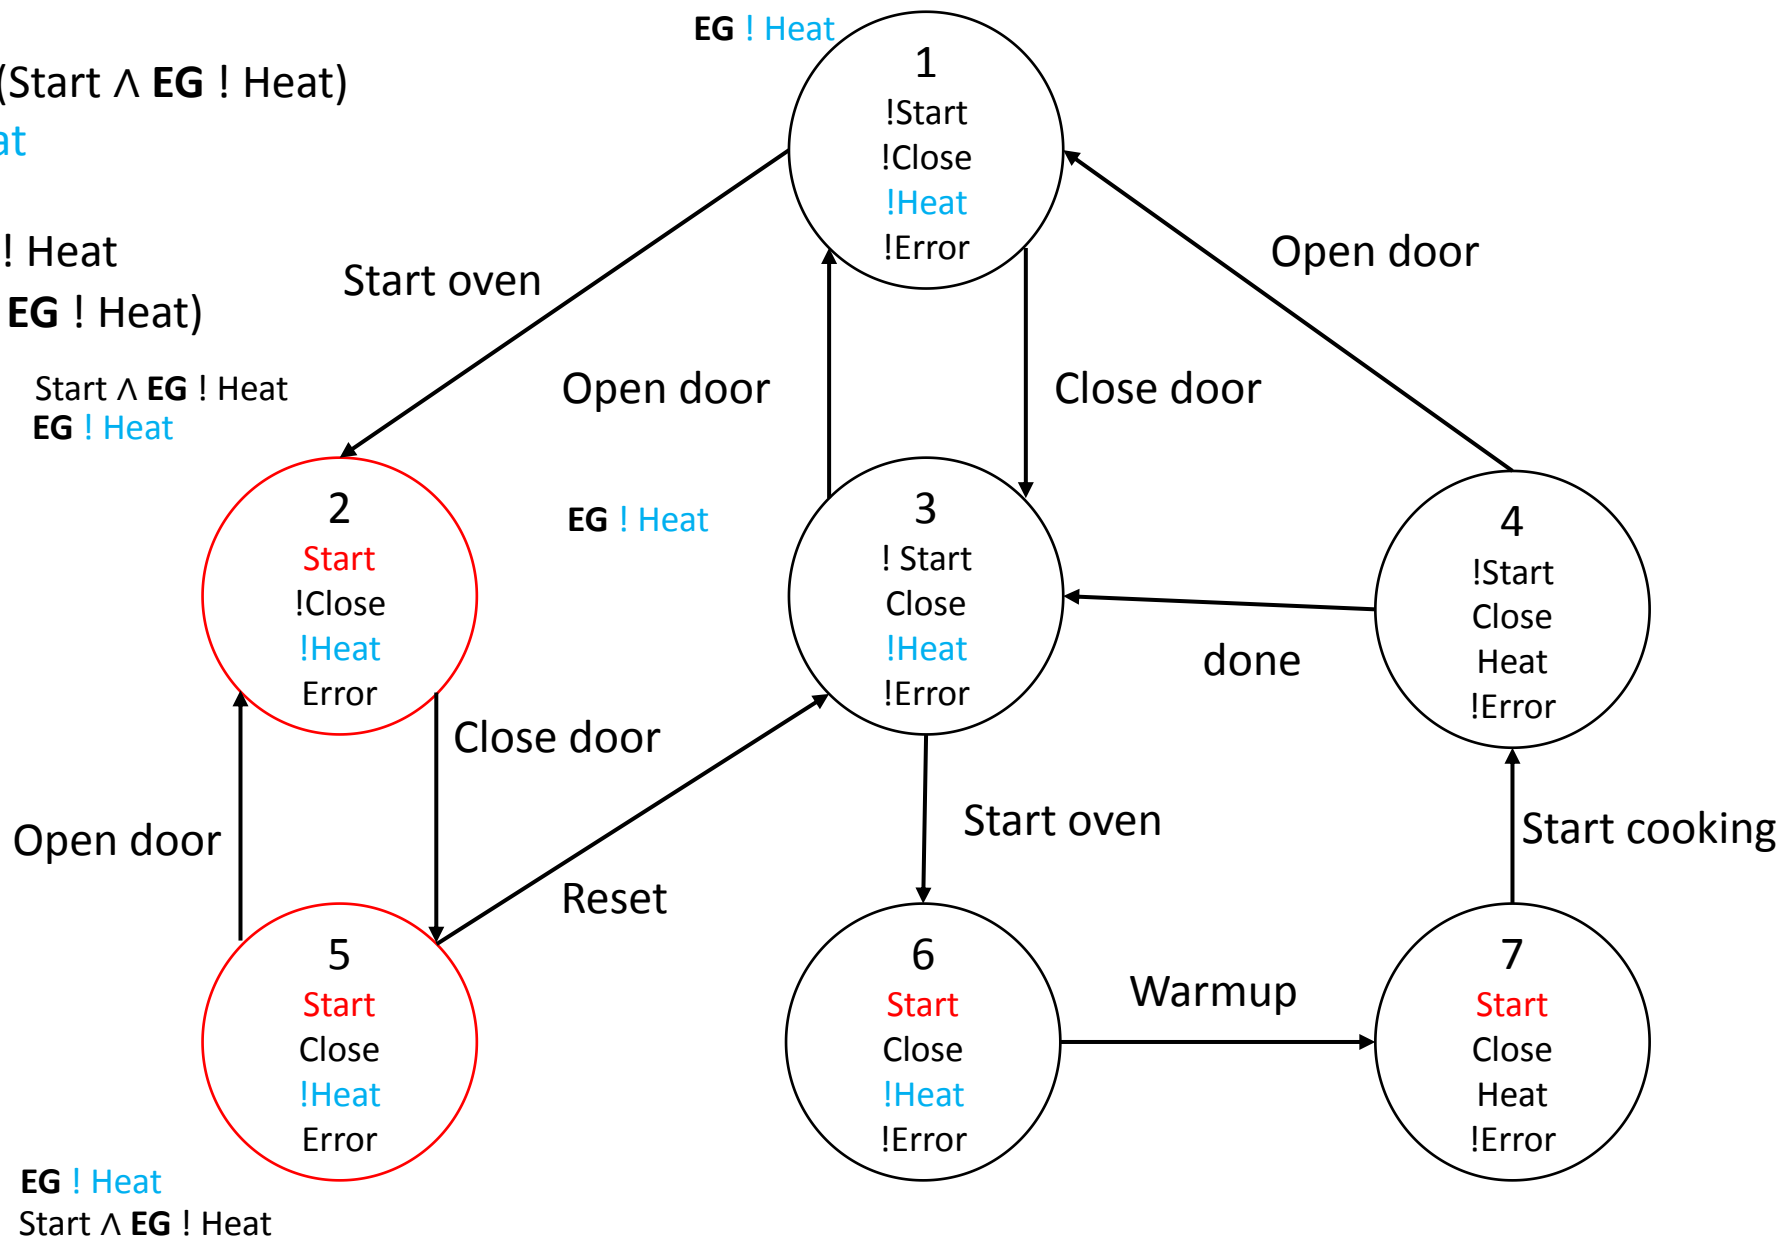 EG ! Heat
(Start ∧ EG ! Heat)
! Heat
EG ! Heat)
1
!Start
!Close
!Heat
!Error
Start oven
Open door
Open door
Close door
Start ∧ EG ! Heat
EG ! Heat
2
Start
!Close
!Heat
Error
EG ! Heat
3
! Start
Close
!Heat
!Error
4
!Start
Close
Heat
!Error
done
Close door
Open door
Reset
Start oven
Start cooking
5
Start
Close
!Heat
Error
6
Start
Close
!Heat
!Error
Warmup
7
Start
Close
Heat
!Error
EG ! Heat
Start ∧ EG ! Heat